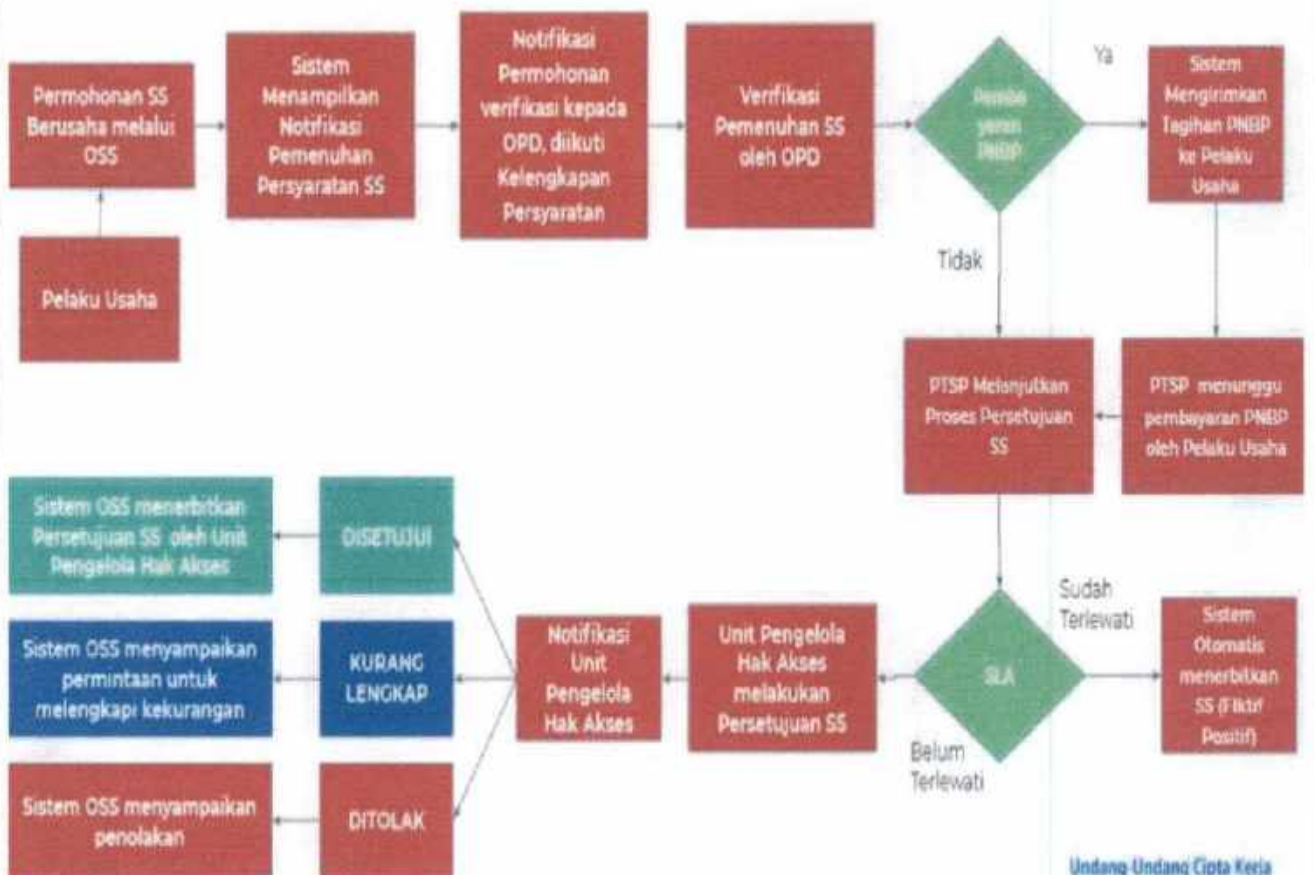 Permohonan SS
Berusaha melalui
OSS
Pelaku Usaha
Sistem
Menampilkan
Notifikasi
Pemenuhan
Persyaratan SS
Notifikasi
Permohonan
verifikasi kepada
OPD, diikuti
Kelengkapan
Persyaratan
Verifikasi
Pemenuhan SS
oleh OPD
Pemba
yaran
PNBP
Ya
Sistem
Mengirimkan
Tagihan PNBP
ke Pelaku
Usaha
Tidak
PTSP Melanjutkan
Proses Persetujuan
SS
PTSP menunggu
pembayaran PNBP
oleh Pelaku Usaha
SLA
Sudah
Terlewati
Sistem
Otomatis
menerbitkan
SS (Fiktif
Positif)
Belum
Terlewati
Unit Pengelola
Hak Akses
melakukan
Persetujuan SS
Notifikasi
Unit
Pengelola
Hak Akses
DISETUJUI
Sistem OSS menerbitkan
Persetujuan SS oleh Unit
Pengelola Hak Akses
KURANG
LENGKAP
Sistem OSS menyampaikan
permintaan untuk
melengkapi kekurangan
DITOLAK
Sistem OSS menyampaikan
penolakan
Undang-Undang Cipta Kerja